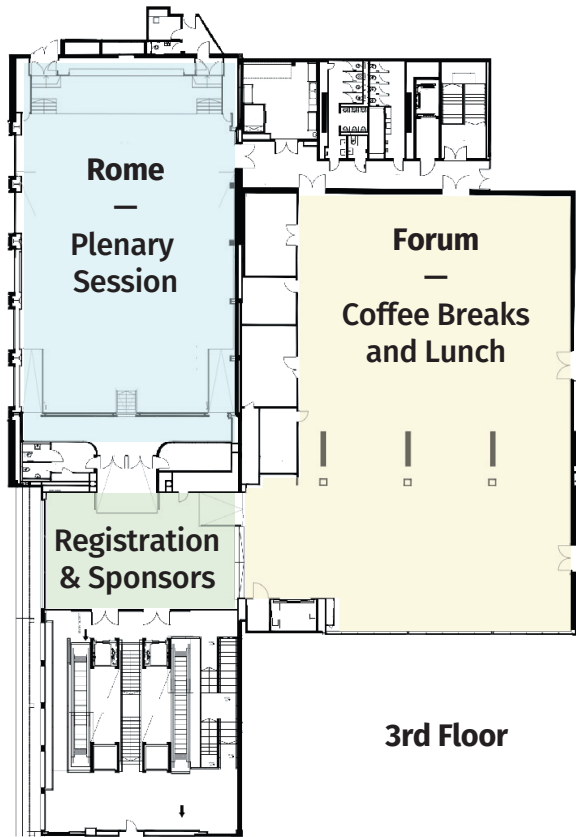 Rome
—
Plenary
Session
Forum
—
Coffee Breaks
and Lunch
Registration
& Sponsors
3rd Floor